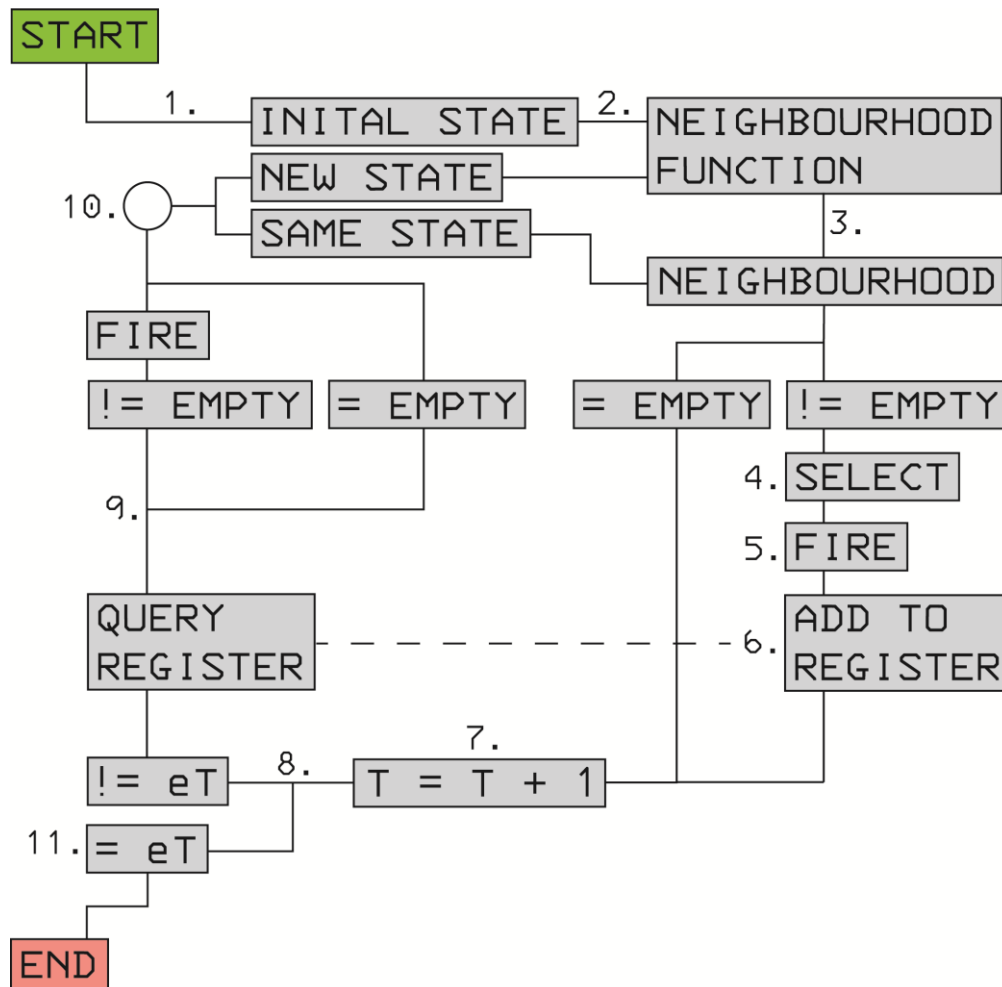 START
1.
INITAL STATE
2.
NEIGHBOURHOOD
FUNCTION
NEW STATE
10.
SAME STATE
3.
NEIGHBOURHOOD
FIRE
!= EMPTY
= EMPTY
= EMPTY
!= EMPTY
4.
SELECT
9.
5.
FIRE
QUERY
REGISTER
6.
ADD TO
REGISTER
7.
8.
!= eT
T = T + 1
11.
= eT
END